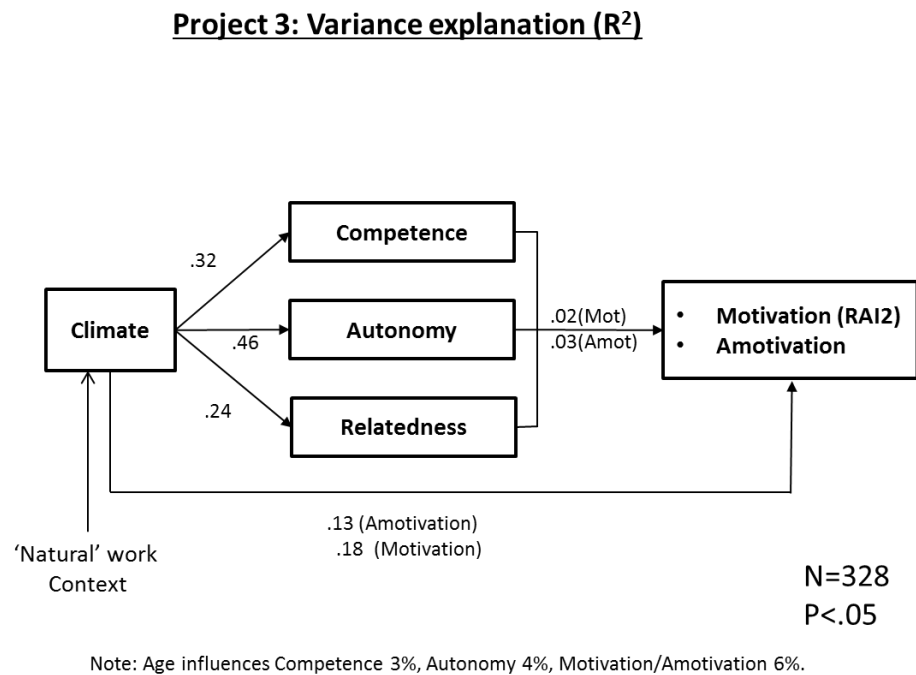 Project 3: Variance explanation (R²)
Competence
.32
Climate
.46
Autonomy
.02(Mot)
.03(Amot)
• Motivation (RAI2)
• Amotivation
.24
Relatedness
.13 (Amotivation)
.18 (Motivation)
‘Natural’ work
Context
N=328
P<.05
Note: Age influences Competence 3%, Autonomy 4%, Motivation/Amotivation 6%.